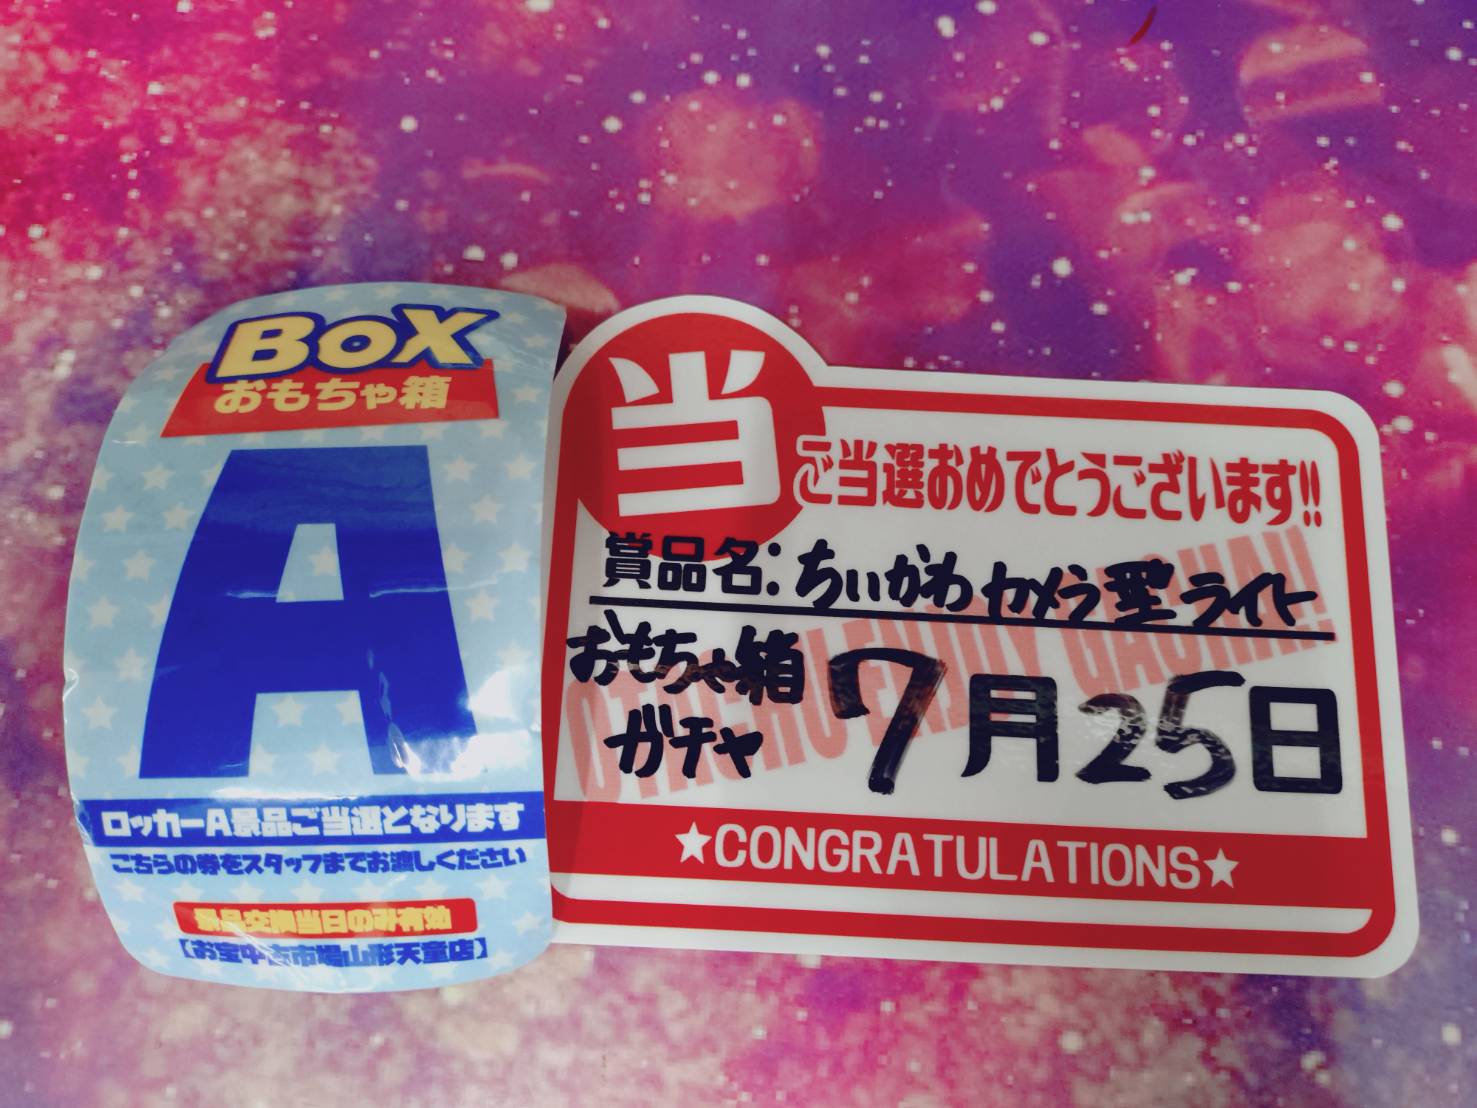 BOX
おもちゃ箱
A
ロッカーA景品ご当選となります
こちらの券をスタッフまでお渡しください
景品交換当日のみ有効
【お宝中古市場山形天童店】
当
ご当選おめでとうございます!!
賞品名:ちいかわカメラ型ライト
おもちゃ箱
ガチャ
7月25日
ENJOY GACHA!!
★CONGRATULATIONS★